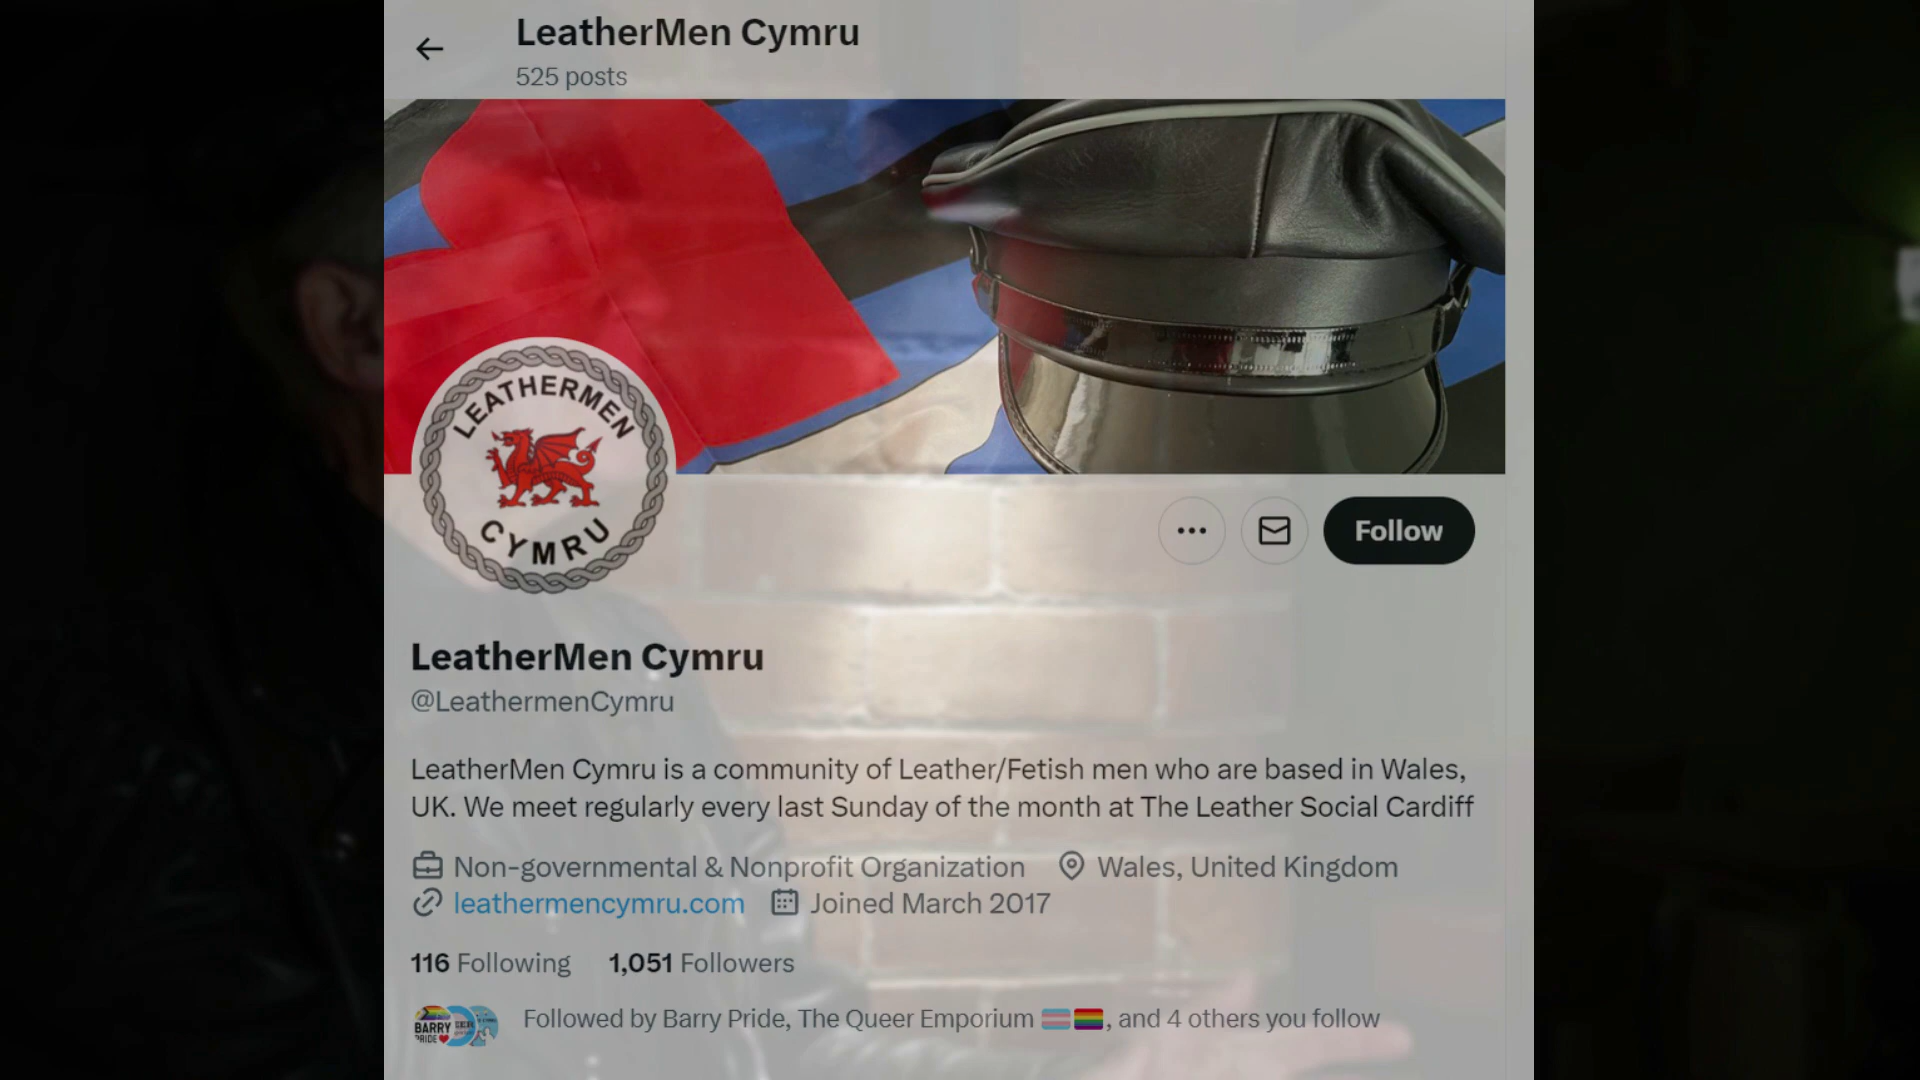 LeatherMen Cymru
525 posts
LEATHERMEN
CYMRU
Follow
LeatherMen Cymru
@LeathermenCymru
LeatherMen Cymru is a community of Leather/Fetish men who are based in Wales,
UK. We meet regularly every last Sunday of the month at The Leather Social Cardiff
Non-governmental & Nonprofit Organization Wales, United Kingdom
leathermencymru.com Joined March 2017
116 Following 1,051 Followers
BARRY
PRIDE
Followed by Barry Pride, The Queer Emporium 🏳️‍⚧️🏳️‍🌈, and 4 others you follow